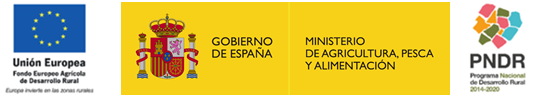 Unión Europea
Fondo Europeo Agrícola
de Desarrollo Rural
Europa invierte en las zonas rurales
GOBIERNO
DE ESPAÑA
MINISTERIO
DE AGRICULTURA, PESCA
Y ALIMENTACIÓN
PNDR
Programa Nacional
de Desarrollo Rural
2014-2020